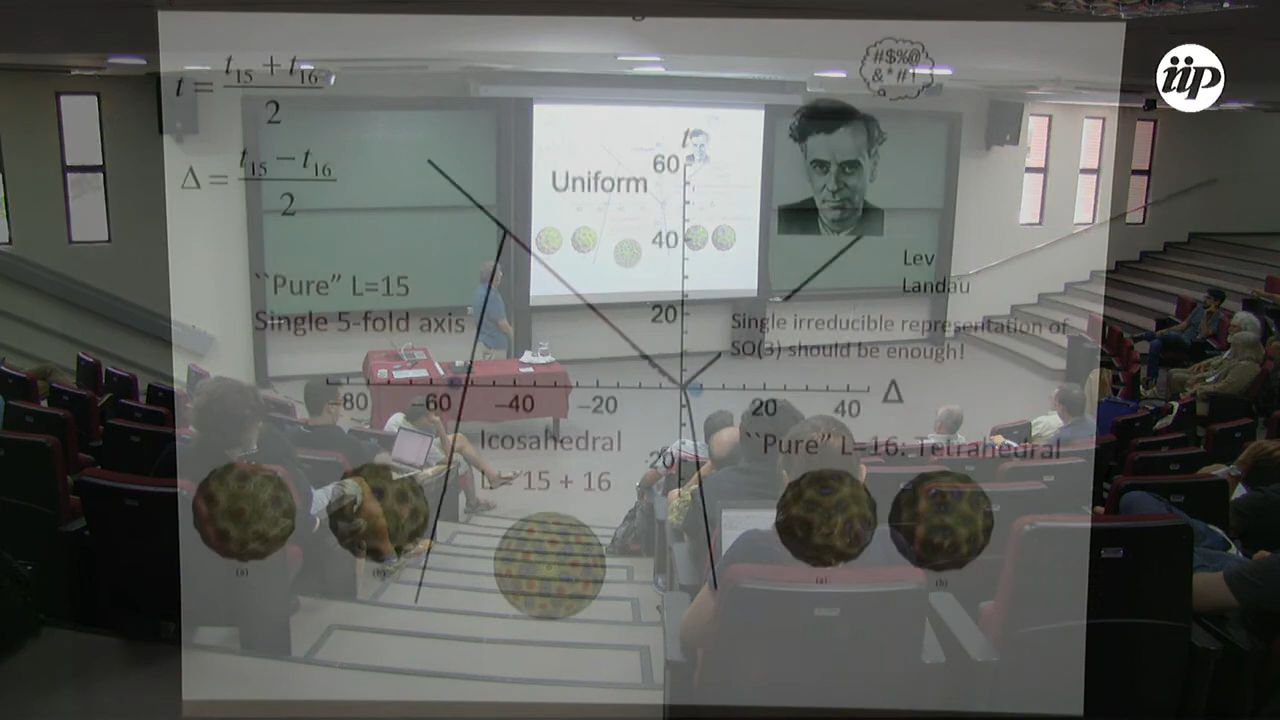 t = (t15 + t16) / 2
#$%@
&*#!
iip
Δ = (t15 − t16) / 2
t
60
Uniform
40
Lev
Landau
``Pure” L=15
Single 5-fold axis
20
Single irreducible representation of
SO(3) should be enough!
−80 −60 −40 −20 20 40 Δ
Icosahedral
L= 15 + 16
-20
``Pure” L=16: Tetrahedral
(a) (b) (a) (b)